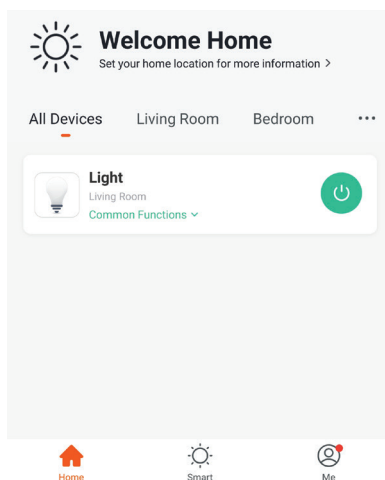 Welcome Home
Set your home location for more information >
All Devices Living Room Bedroom ...
Light
Living Room
Common Functions
Home Smart Me